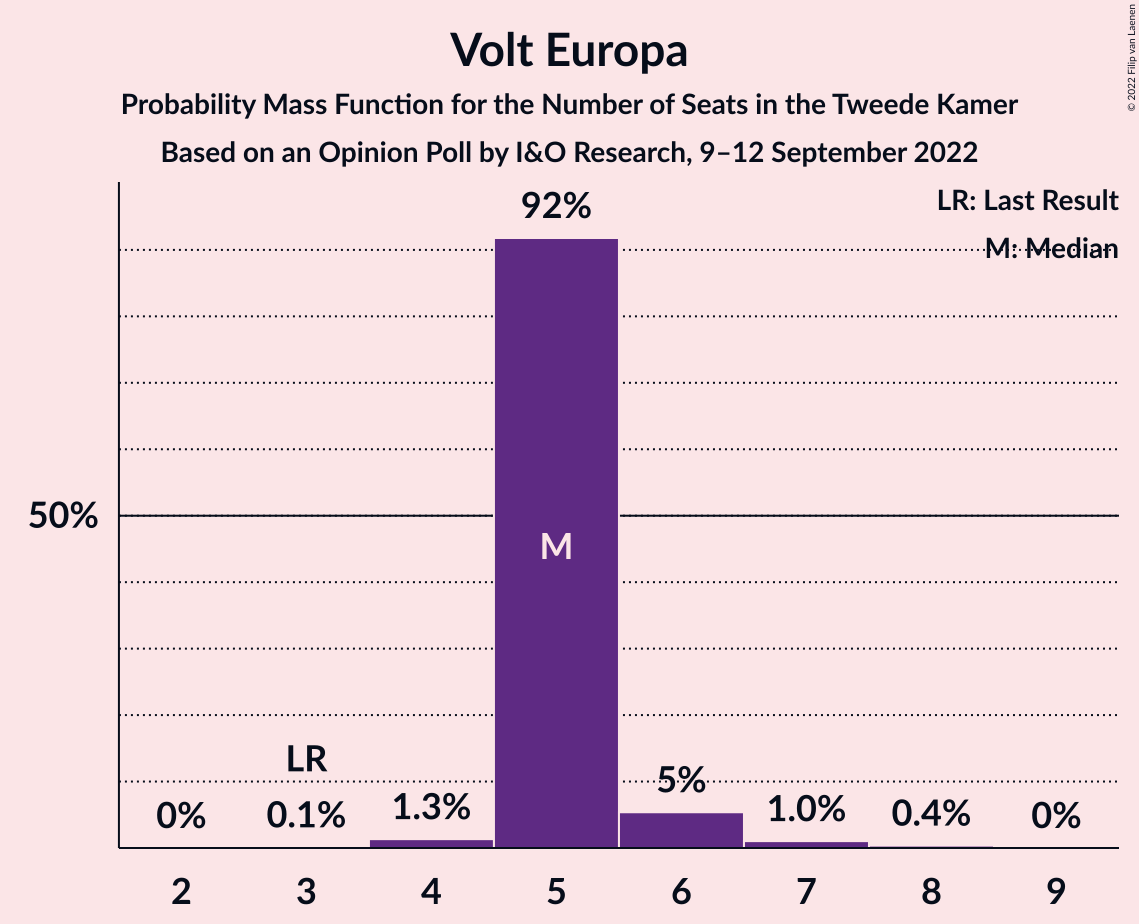 Volt Europa
Probability Mass Function for the Number of Seats in the Tweede Kamer
Based on an Opinion Poll by I&O Research, 9–12 September 2022
© 2022 Filip van Laenen
LR: Last Result
M: Median
92%
50%
M
LR
0%
0.1%
1.3%
5%
1.0%
0.4%
0%
2
3
4
5
6
7
8
9